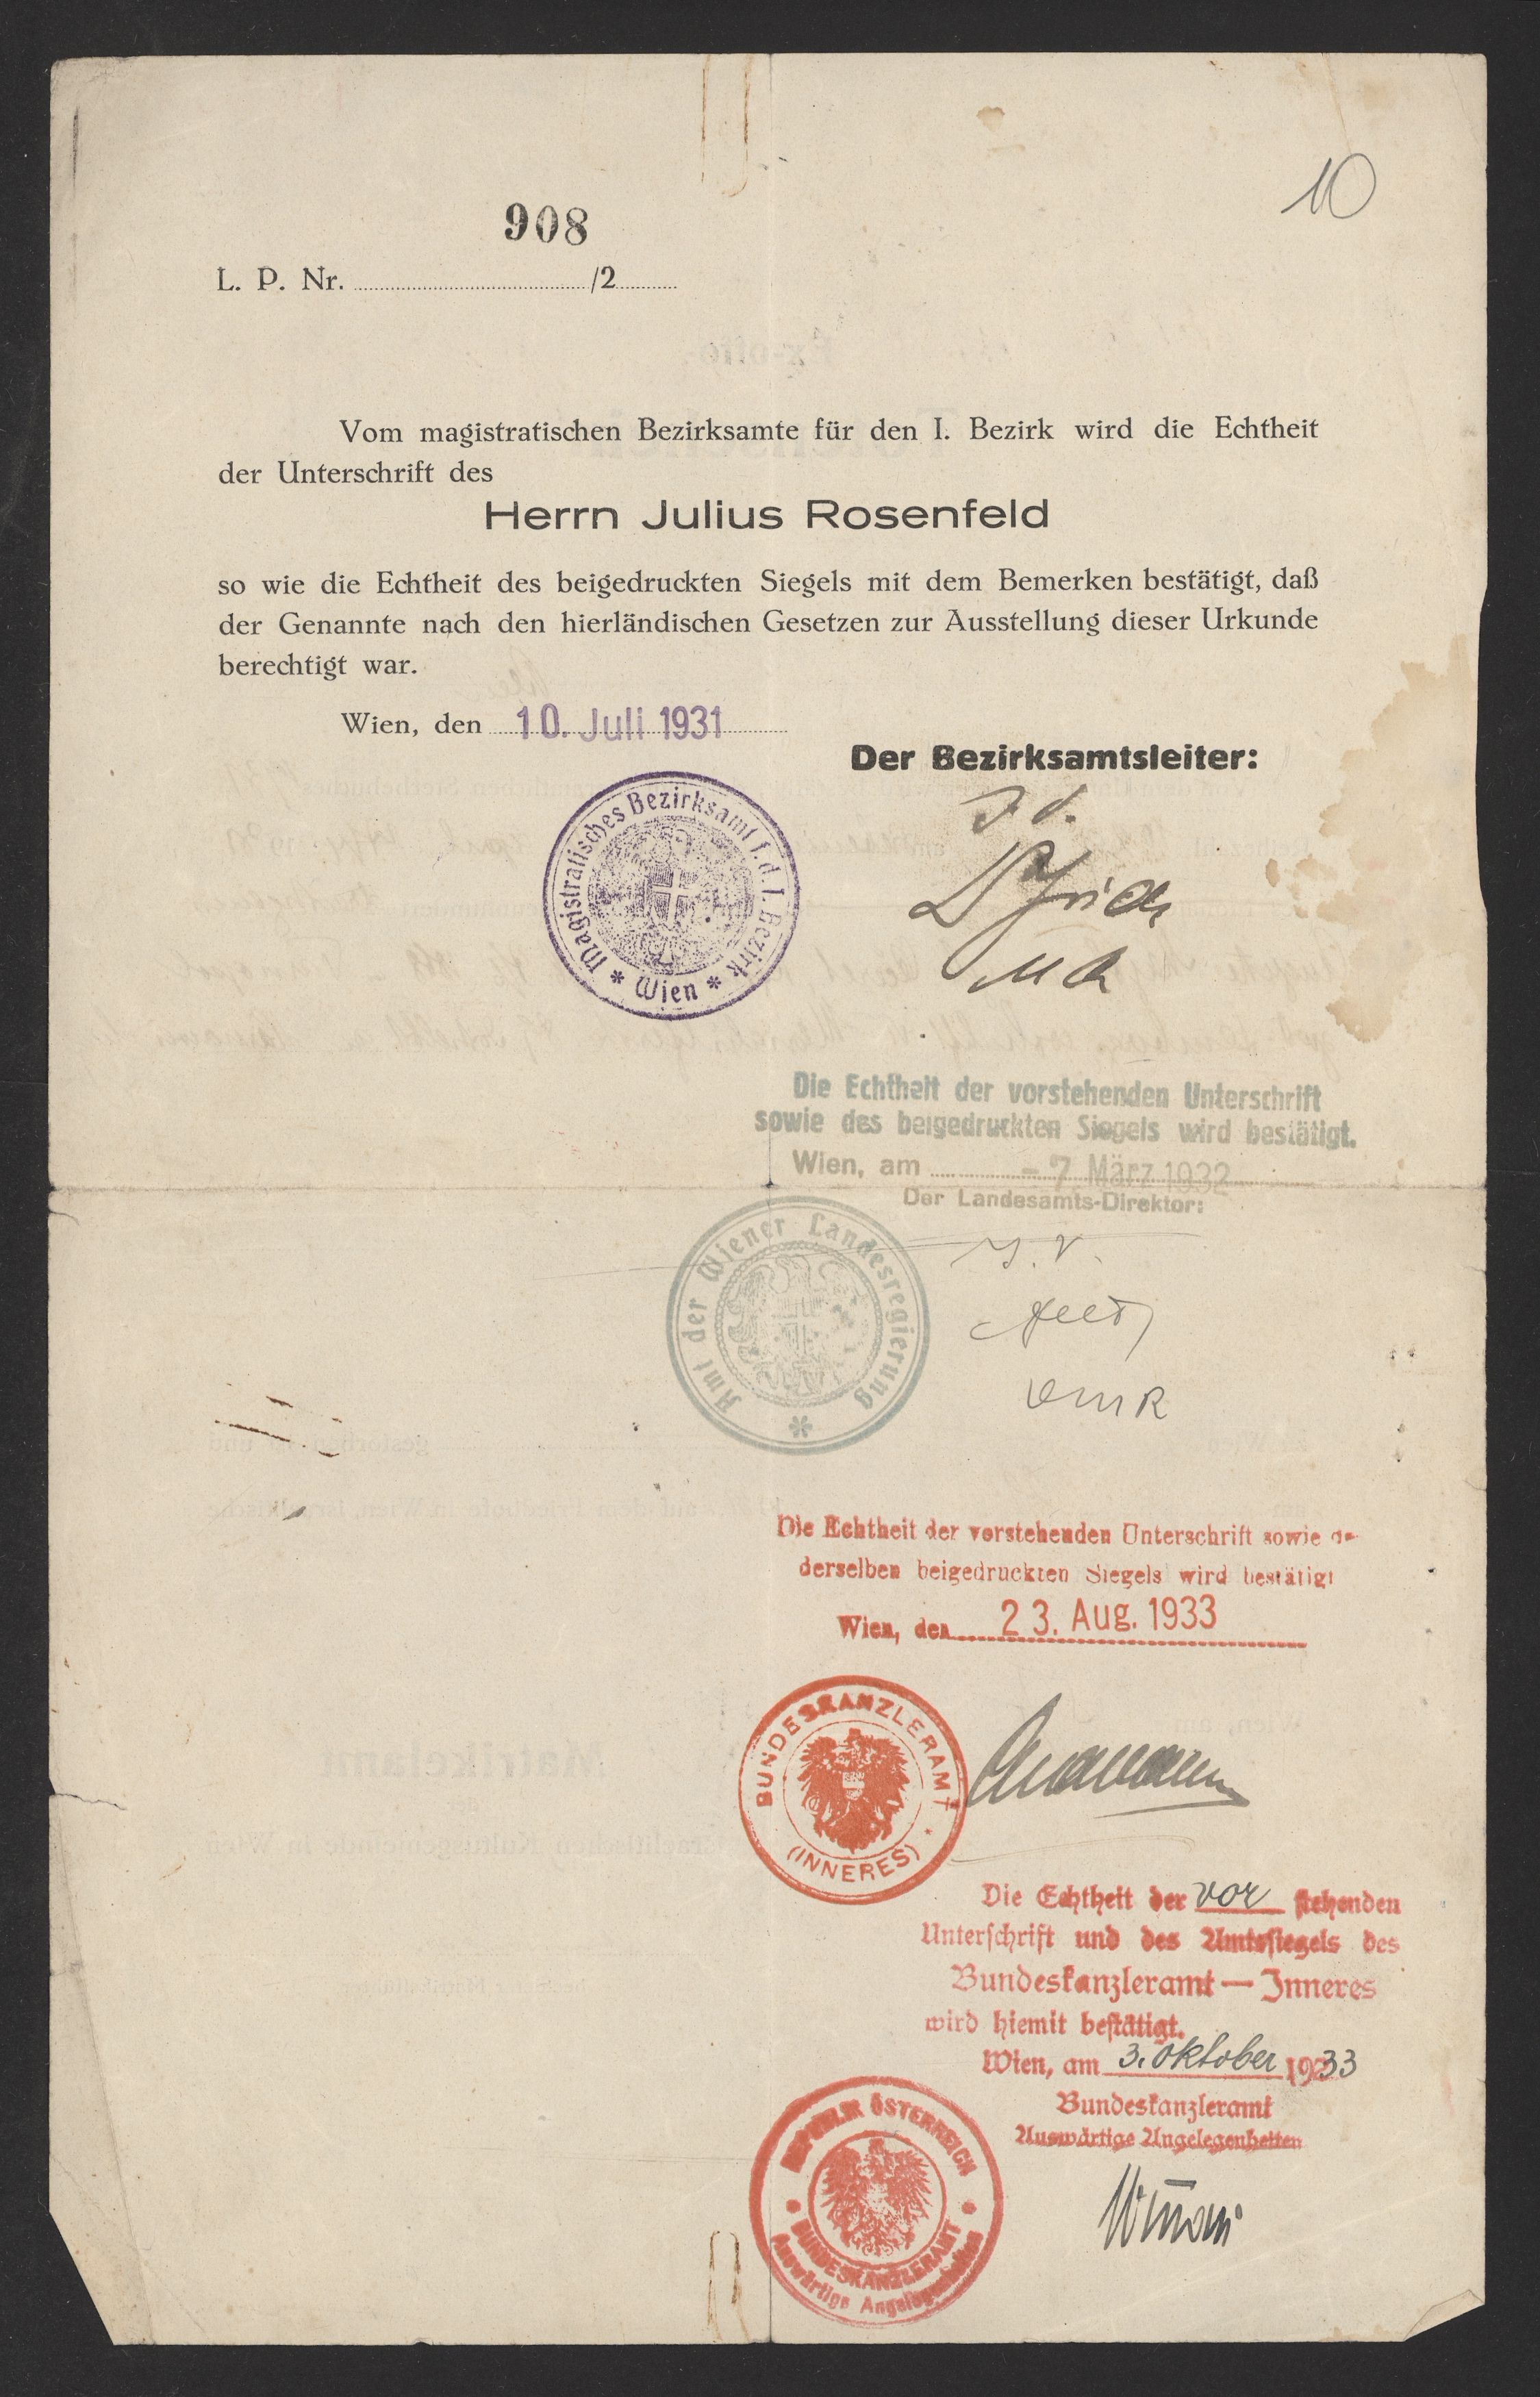 10
908
L. P. Nr. /2
Vom magistratischen Bezirksamte für den I. Bezirk wird die Echtheit
der Unterschrift des
Herrn Julius Rosenfeld
so wie die Echtheit des beigedruckten Siegels mit dem Bemerken bestätigt, daß
der Genannte nach den hierländischen Gesetzen zur Ausstellung dieser Urkunde
berechtigt war.
Wien, den 10. Juli 1931
Der Bezirksamtsleiter:
Magistratisches Bezirksamt f. d. I. Bezirk
* Wien *
Die Echtheit der vorstehenden Unterschrift
sowie des beigedruckten Siegels wird bestätigt.
Wien, am - 7. März 1932
Der Landesamts-Direktor:
I. V.
Amt der Wiener Landesregierung
*
Die Echtheit der vorstehenden Unterschrift sowie
derselben beigedruckten Siegels wird bestätigt
Wien, den 23. Aug. 1933
BUNDESKANZLERAMT
(INNERES)
Die Echtheit der vor stehenden
Unterschrift und des Amtssiegels des
Bundeskanzleramt — Inneres
wird hiemit bestätigt.
Wien, am 3. Oktober 1933
Bundeskanzleramt
Auswärtige Angelegenheiten
REPUBLIK ÖSTERREICH
BUNDESKANZLERAMT
Auswärtige Angelegenheiten